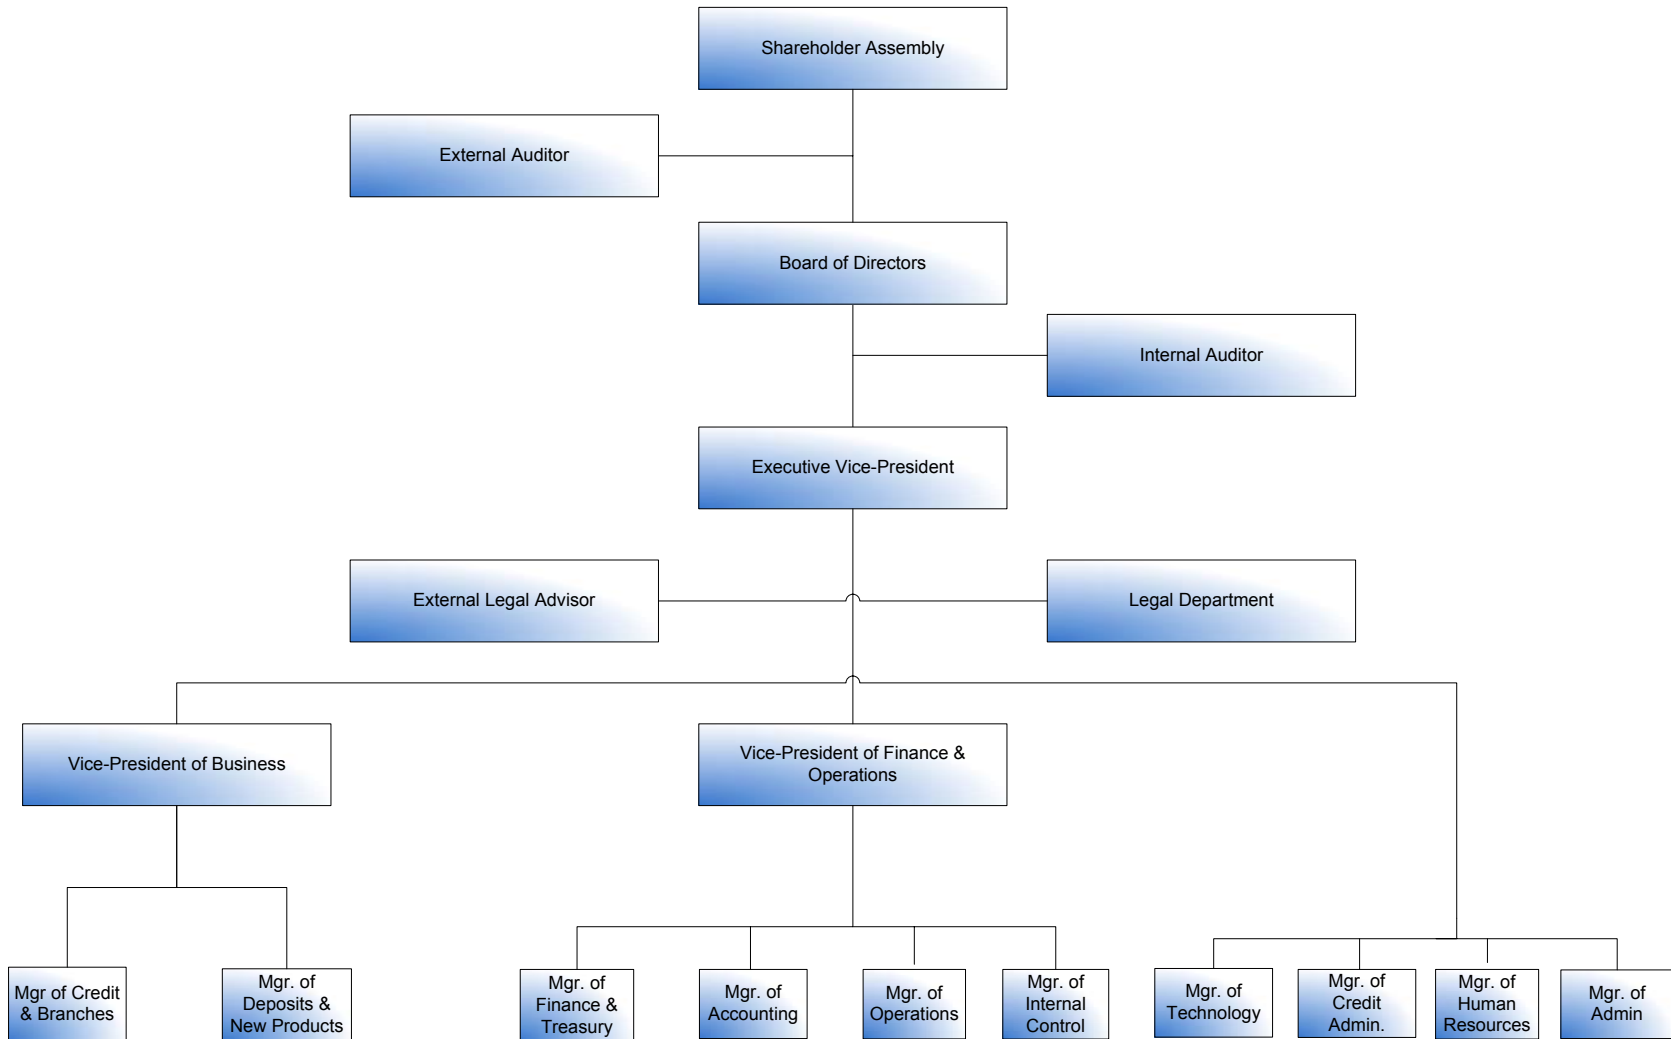 Shareholder Assembly
External Auditor
Board of Directors
Internal Auditor
Executive Vice-President
External Legal Advisor
Legal Department
Vice-President of Business
Vice-President of Finance &
Operations
Mgr of Credit
& Branches
Mgr. of
Deposits &
New Products
Mgr. of
Finance &
Treasury
Mgr. of
Accounting
Mgr. of
Operations
Mgr. of
Internal
Control
Mgr. of
Technology
Mgr. of
Credit
Admin.
Mgr. of
Human
Resources
Mgr. of
Admin